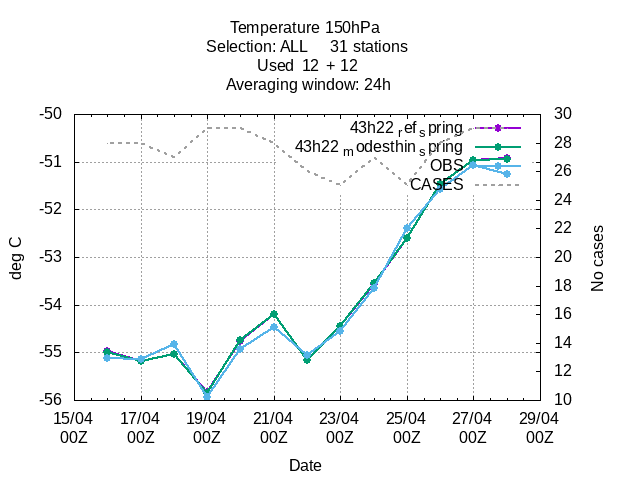 Temperature 150hPa
Selection: ALL 31 stations
Used 12 + 12
Averaging window: 24h
-50
-51
-52
-53
-54
-55
-56
deg C
30
28
26
24
22
20
18
16
14
12
10
No cases
43h22 ref spring
43h22 modesthin spring
OBS
CASES
15/04 17/04 19/04 21/04 23/04 25/04 27/04 29/04
00Z 00Z 00Z 00Z 00Z 00Z 00Z 00Z
Date